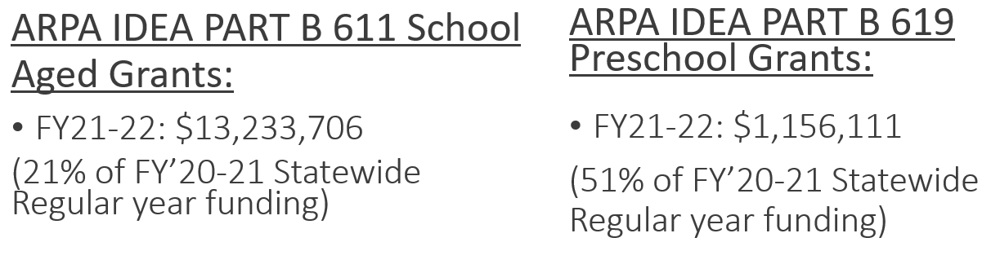 ARPA IDEA PART B 611 School
Aged Grants:
• FY21-22: $13,233,706
(21% of FY’20-21 Statewide
Regular year funding)
ARPA IDEA PART B 619
Preschool Grants:
• FY21-22: $1,156,111
(51% of FY’20-21 Statewide
Regular year funding)